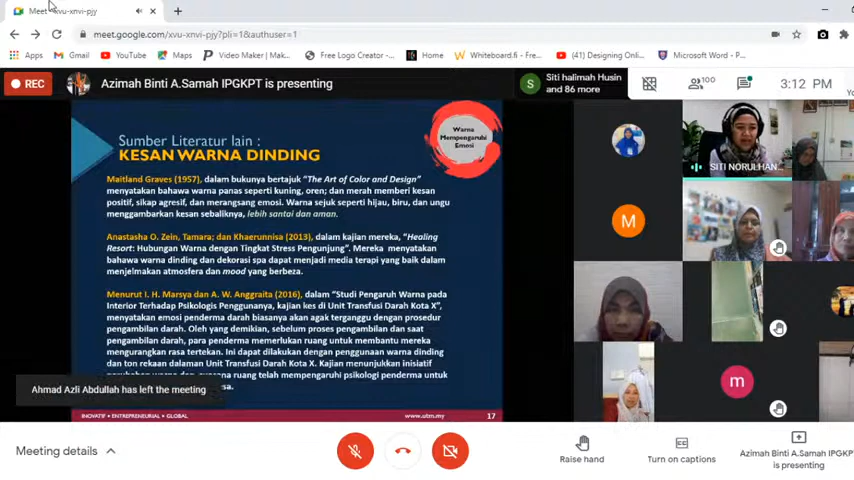 Meet - xvu-xnvi-pjy
meet.google.com/xvu-xnvi-pjy?pli=1&authuser=1
Apps
Gmail
YouTube
Maps
Video Maker | Mak...
Free Logo Creator -...
Home
Whiteboard.fi - Fre...
(41) Designing Onli...
Microsoft Word - P...
REC
Azimah Binti A.Samah IPGKPT is presenting
S
Siti halimah Husin
and 86 more
100
3:12 PM
Sumber Literatur lain :
KESAN WARNA DINDING
Warna
Mempengaruhi
Emosi
Maitland Graves (1957), dalam bukunya bertajuk "The Art of Color and Design"
menyatakan bahawa warna panas seperti kuning, oren; dan merah memberi kesan
positif, sikap agresif, dan merangsang emosi. Warna sejuk seperti hijau, biru, dan ungu
menggambarkan kesan sebaliknya, lebih santai dan aman.
Anastasha O. Zein, Tamara; dan Khaerunnisa (2013), dalam kajian mereka, "Healing
Resort: Hubungan Warna dengan Tingkat Stress Pengunjung". Mereka menyatakan
bahawa warna dinding dan dekorasi spa dapat menjadi media terapi yang baik dalam
menjelmakan atmosfera dan mood yang berbeza.
Menurut I. H. Marsya dan A. W. Anggraita (2016), dalam "Studi Pengaruh Warna pada
Interior Terhadap Psikologis Penggunanya, kajian kes di Unit Transfusi Darah Kota X",
menyatakan emosi penderma darah biasanya akan agak terganggu dengan prosedur
pengambilan darah. Oleh yang demikian, sebelum proses pengambilan dan saat
pengambilan darah, para penderma memerlukan ruang untuk membantu mereka
mengurangkan rasa tertekan. Ini dapat dilakukan dengan penggunaan warna dinding
dan ton rekaan dalaman Unit Transfusi Darah Kota X. Kajian menunjukkan inisiatif
ruang telah mempengaruhi psikologi penderma untuk
Ahmad Azli Abdullah has left the meeting
INOVATIF • ENTREPRENEURIAL • GLOBAL
www.utm.my
17
SITI NORULHAN...
M
m
Meeting details
Raise hand
Turn on captions
Azimah Binti A.Samah IPGKP
is presenting